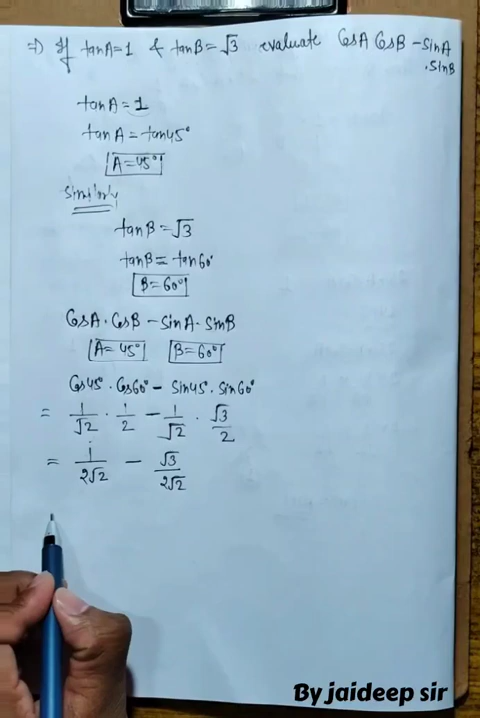 ⇒ If tanA=1 & tanB=√3 evaluate CosA CosB - sinA
.sinB
tanA=1
tanA=tan45°
A=45°
Similarly
tanB=√3
tanB=tan60°
B=60°
CosA.CosB-sinA.sinB
A=45° B=60°
Cos45°.Cos60°-sin45°.sin60°
= 1/√2 . 1/2 - 1/√2 . √3/2
= 1/2√2 - √3/2√2
By jaideep sir